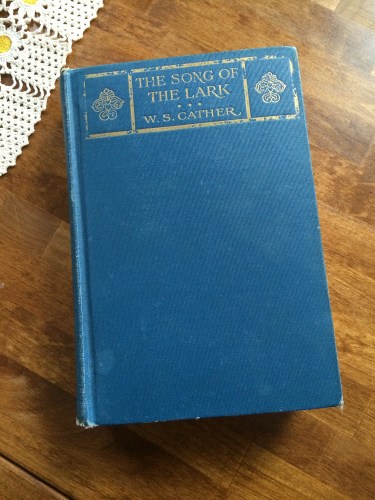 THE SONG OF
THE LARK
W. S. CATHER